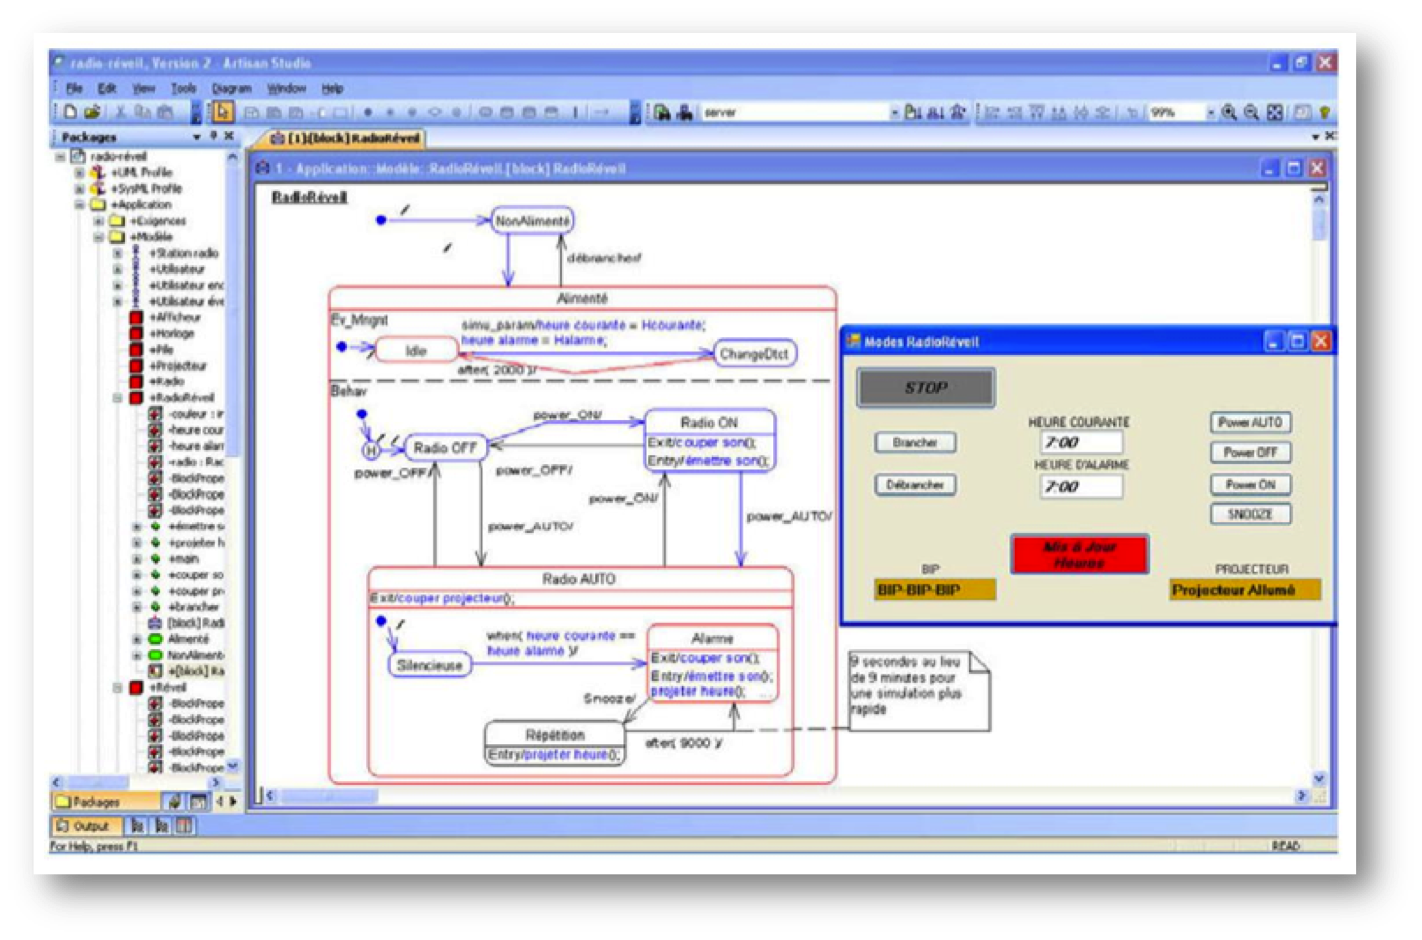 radio-réveil, Version 2 - Artisan Studio
File Edit View Tools Diagram Window Help
server
99%
Packages
[1]:[block] RadioRéveil
radio-réveil
+UML Profile
+SysML Profile
+Application
+Exigences
+Modèle
+Station radio
+Utilisateur
+Utilisateur enc
+Utilisateur éve
+Afficheur
+Horloge
+Pile
+Projecteur
+Radio
+RadioRéveil
-couleur : ir
-heure cour
-heure alarr
-radio : Rac
-BlockPrope
-BlockPrope
-BlockPrope
+émettre s
+projeter h
+main
+couper so
+couper pr
+brancher
[block] Radi
Alimenté
NonAliment
+[block] Ra
+Réveil
-BlockPrope
-BlockPrope
-BlockPrope
-BlockPrope
-BlockPrope
Packages
Output
For Help, press F1
READ
1 - Application::Modèle::RadioRéveil.[block] RadioRéveil
RadioRéveil
/
NonAlimenté
/
débrancher/
Alimenté
Ev_Mngnt
simu_param/heure courante = Hcourante;
heure alarme = Halarme;
/
Idle
ChangeDtct
after( 2000 )/
Behav
power_ON/
Radio ON
Exit/couper son();
Entry/émettre son();
/ /
H
Radio OFF
power_OFF/
power_OFF/
power_ON/
power_AUTO/
power_AUTO/
Radio AUTO
Exit/couper projecteur();
/
when( heure courante ==
heure alarme )/
Silencieuse
Alarme
Exit/couper son();
Entry/émettre son();
projeter heure(); ...
Snooze/
Répétition
Entry/projeter heure();
after( 9000 )/
9 secondes au lieu
de 9 minutes pour
une simulation plus
rapide
Modes RadioRéveil
STOP
Brancher
Débrancher
HEURE COURANTE
7:00
HEURE D'ALARME
7:00
Power AUTO
Power OFF
Power ON
SNOOZE
Mis à Jour
Heures
BIP
BIP-BIP-BIP
PROJECTEUR
Projecteur Allumé